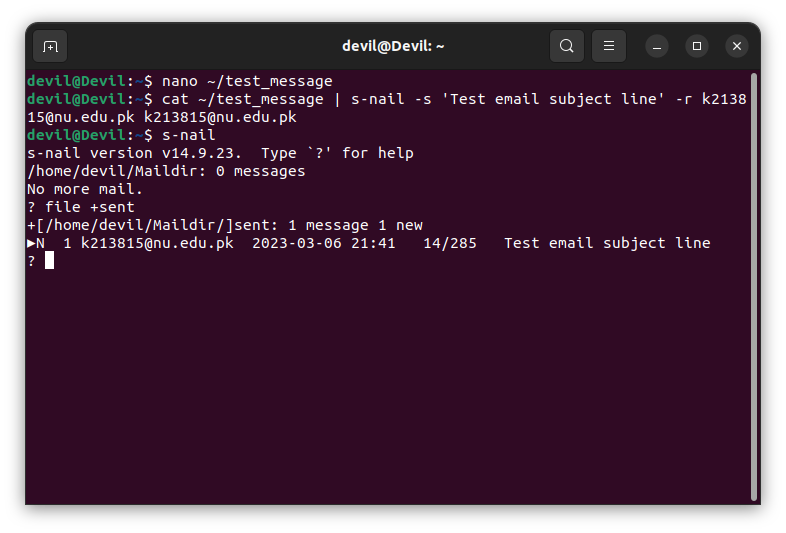 devil@Devil: ~
devil@Devil:~$ nano ~/test_message
devil@Devil:~$ cat ~/test_message | s-nail -s 'Test email subject line' -r k2138
15@nu.edu.pk k213815@nu.edu.pk
devil@Devil:~$ s-nail
s-nail version v14.9.23.  Type `?' for help
/home/devil/Maildir: 0 messages
No more mail.
? file +sent
+[/home/devil/Maildir/]sent: 1 message 1 new
▸N  1 k213815@nu.edu.pk  2023-03-06 21:41   14/285   Test email subject line
?